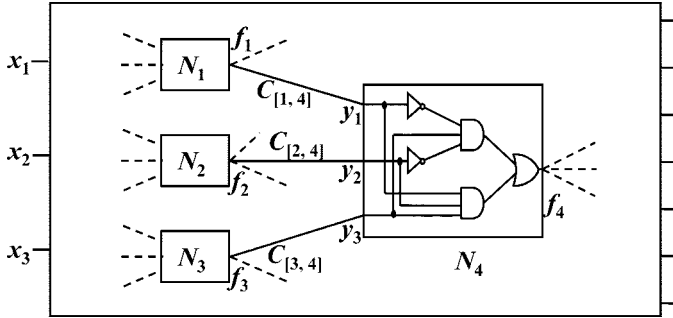 x1
x2
x3
N1
f1
C[1, 4]
y1
N2
f2
C[2, 4]
y2
N3
f3
C[3, 4]
y3
N4
f4